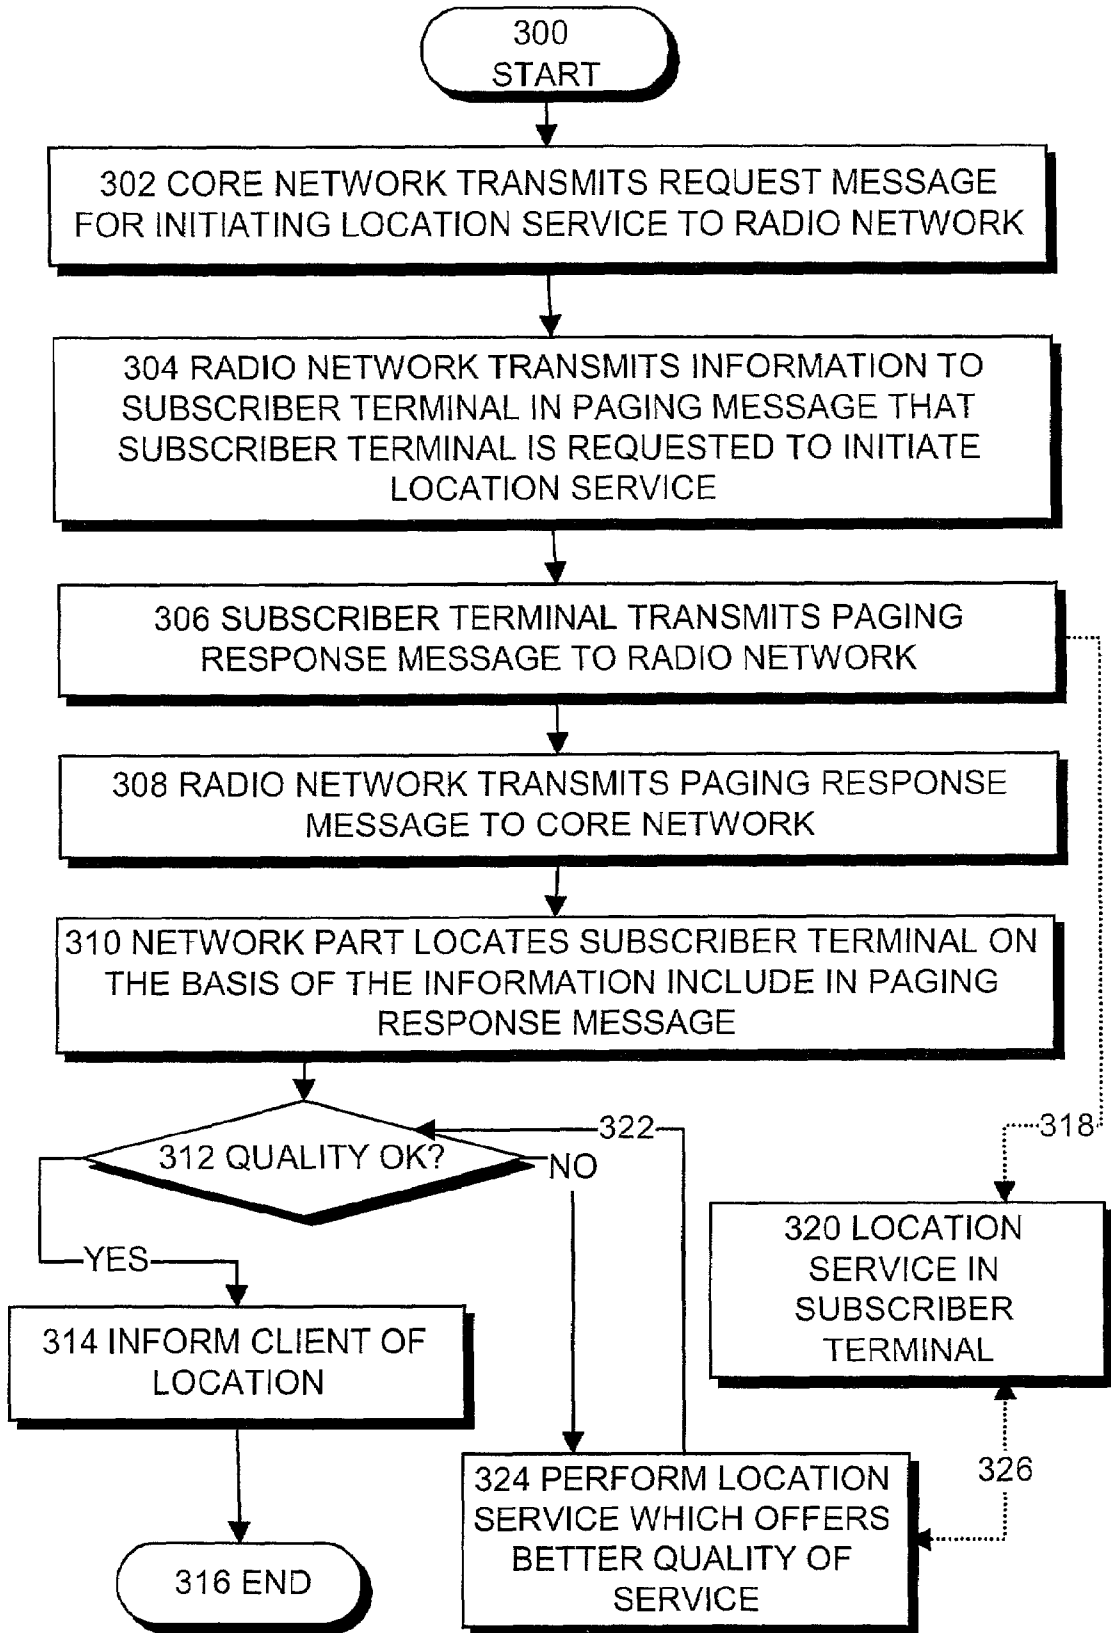 300
START
302 CORE NETWORK TRANSMITS REQUEST MESSAGE
FOR INITIATING LOCATION SERVICE TO RADIO NETWORK
304 RADIO NETWORK TRANSMITS INFORMATION TO
SUBSCRIBER TERMINAL IN PAGING MESSAGE THAT
SUBSCRIBER TERMINAL IS REQUESTED TO INITIATE
LOCATION SERVICE
306 SUBSCRIBER TERMINAL TRANSMITS PAGING
RESPONSE MESSAGE TO RADIO NETWORK
308 RADIO NETWORK TRANSMITS PAGING RESPONSE
MESSAGE TO CORE NETWORK
310 NETWORK PART LOCATES SUBSCRIBER TERMINAL ON
THE BASIS OF THE INFORMATION INCLUDE IN PAGING
RESPONSE MESSAGE
322
318
312 QUALITY OK?
NO
YES
320 LOCATION
SERVICE IN
SUBSCRIBER
TERMINAL
314 INFORM CLIENT OF
LOCATION
326
324 PERFORM LOCATION
SERVICE WHICH OFFERS
BETTER QUALITY OF
SERVICE
316 END